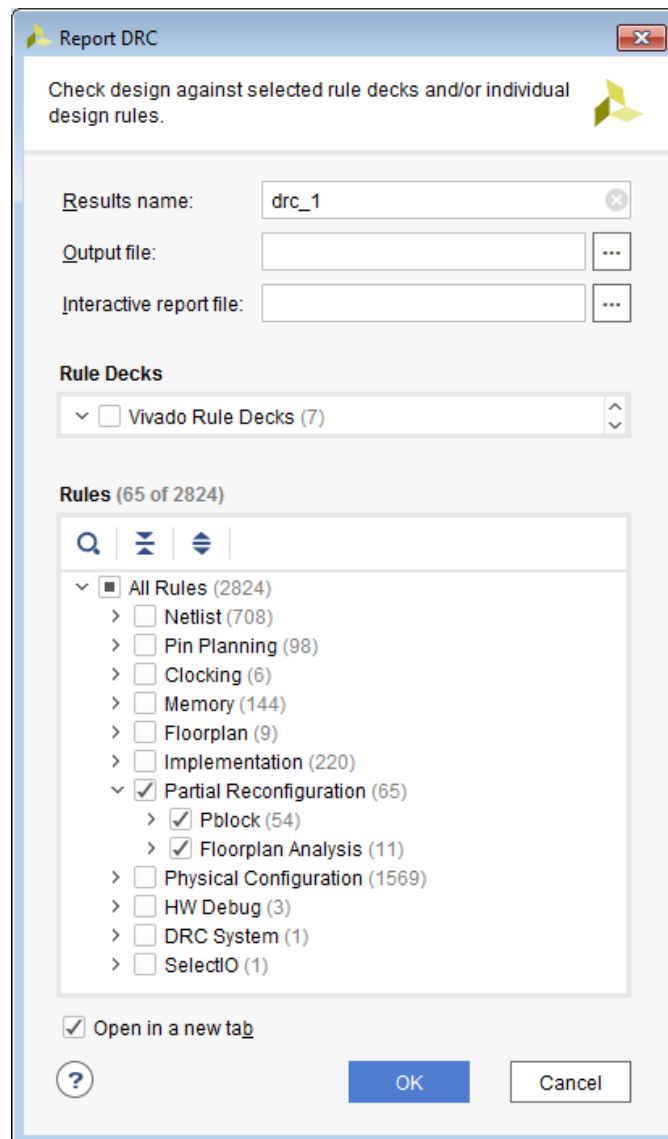 Report DRC
Check design against selected rule decks and/or individual
design rules.
Results name: drc_1
Output file: ...
Interactive report file: ...
Rule Decks
Vivado Rule Decks (7)
Rules (65 of 2824)
All Rules (2824)
Netlist (708)
Pin Planning (98)
Clocking (6)
Memory (144)
Floorplan (9)
Implementation (220)
Partial Reconfiguration (65)
Pblock (54)
Floorplan Analysis (11)
Physical Configuration (1569)
HW Debug (3)
DRC System (1)
SelectIO (1)
Open in a new tab
? OK Cancel